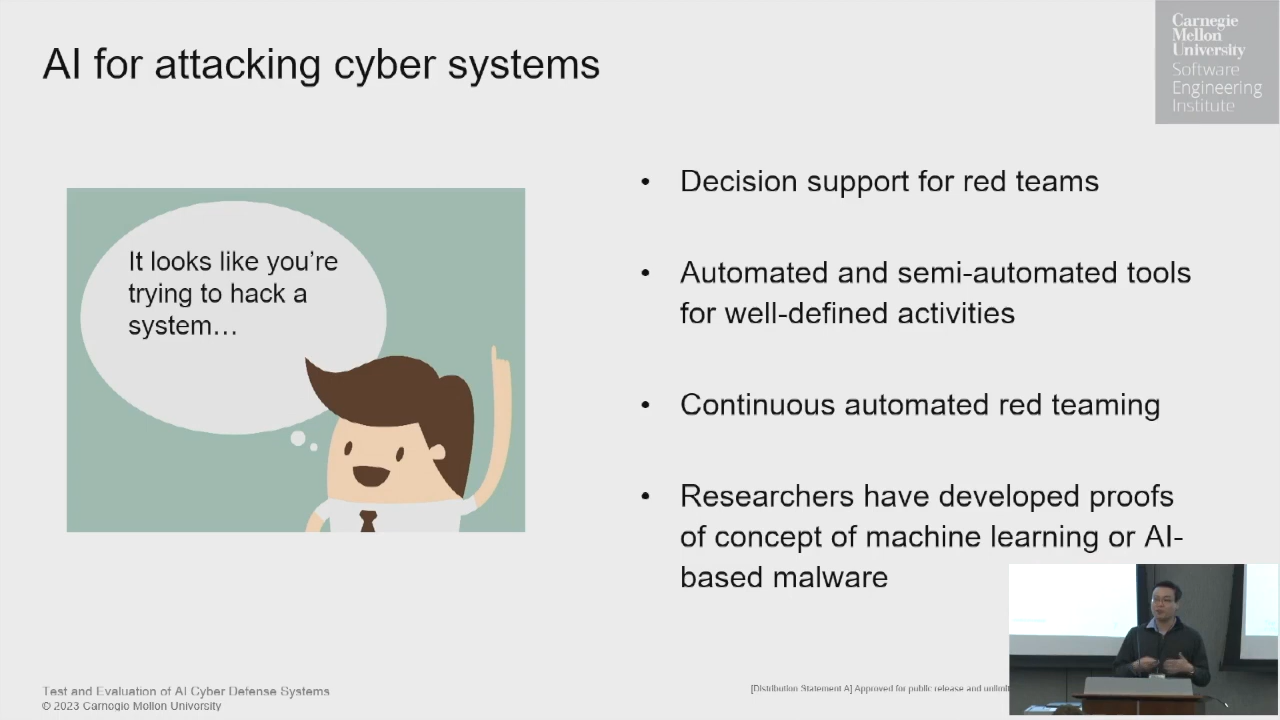 AI for attacking cyber systems
Carnegie
Mellon
University
Software
Engineering
Institute
It looks like you're
trying to hack a
system…
• Decision support for red teams
• Automated and semi-automated tools
for well-defined activities
• Continuous automated red teaming
• Researchers have developed proofs
of concept of machine learning or AI-
based malware
Test and Evaluation of AI Cyber Defense Systems
© 2023 Carnegie Mellon University
[Distribution Statement A] Approved for public release and